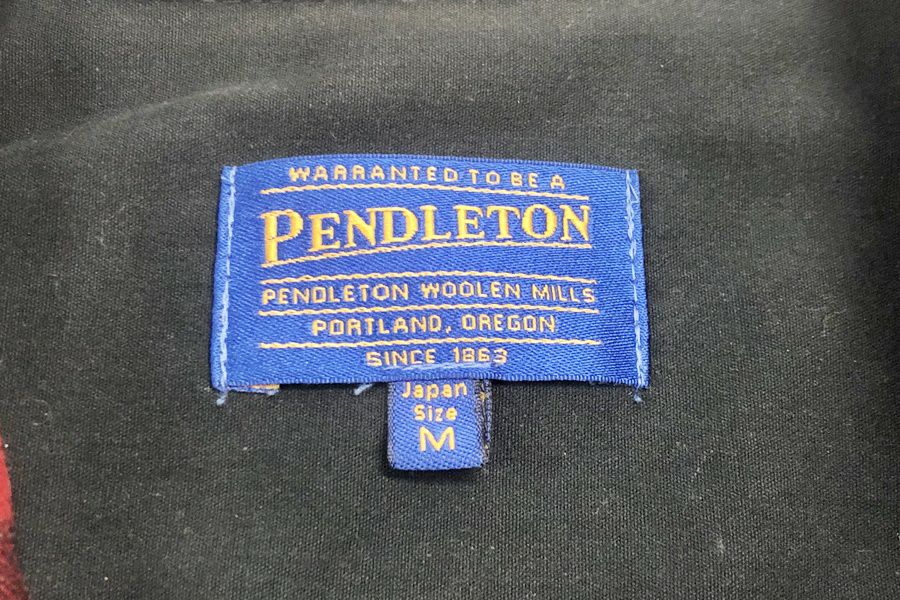 WARRANTED TO BE A
PENDLETON
PENDLETON WOOLEN MILLS
PORTLAND, OREGON
SINCE 1863
Japan
Size
M